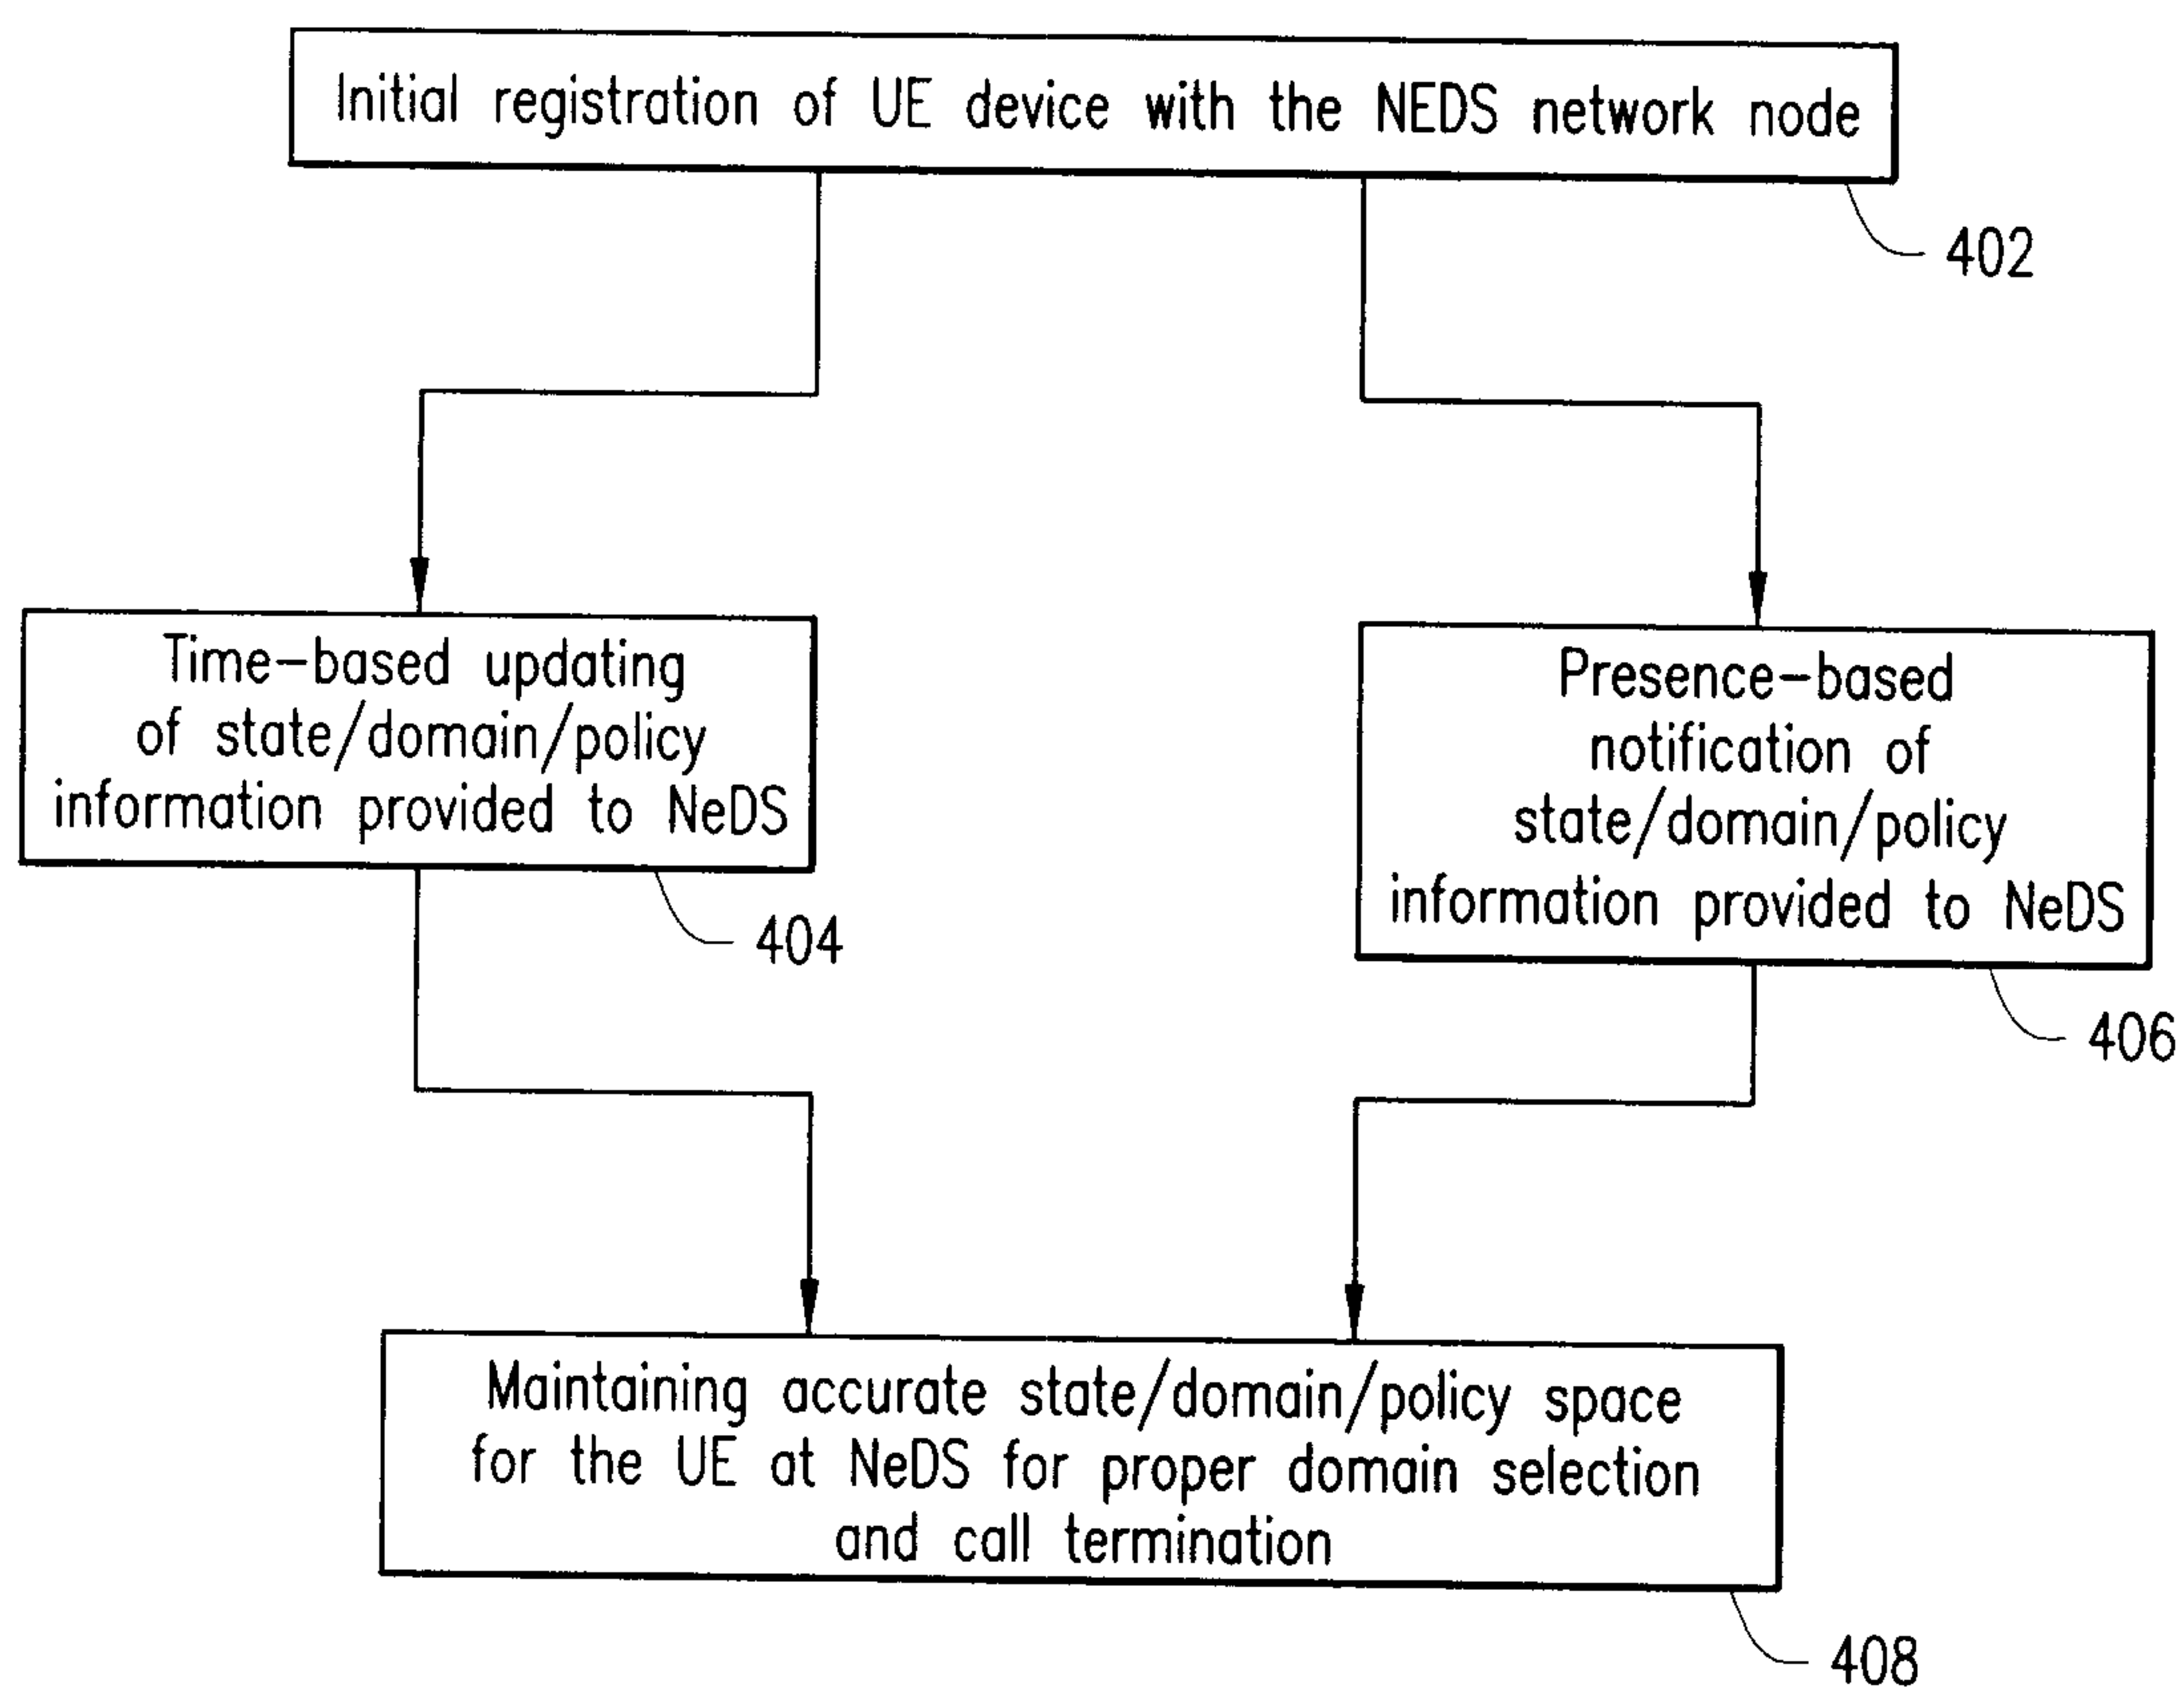 Initial registration of UE device with the NEDS network node
402
Time-based updating
of state/domain/policy
information provided to NeDS
404
Presence-based
notification of
state/domain/policy
information provided to NeDS
406
Maintaining accurate state/domain/policy space
for the UE at NeDS for proper domain selection
and call termination
408